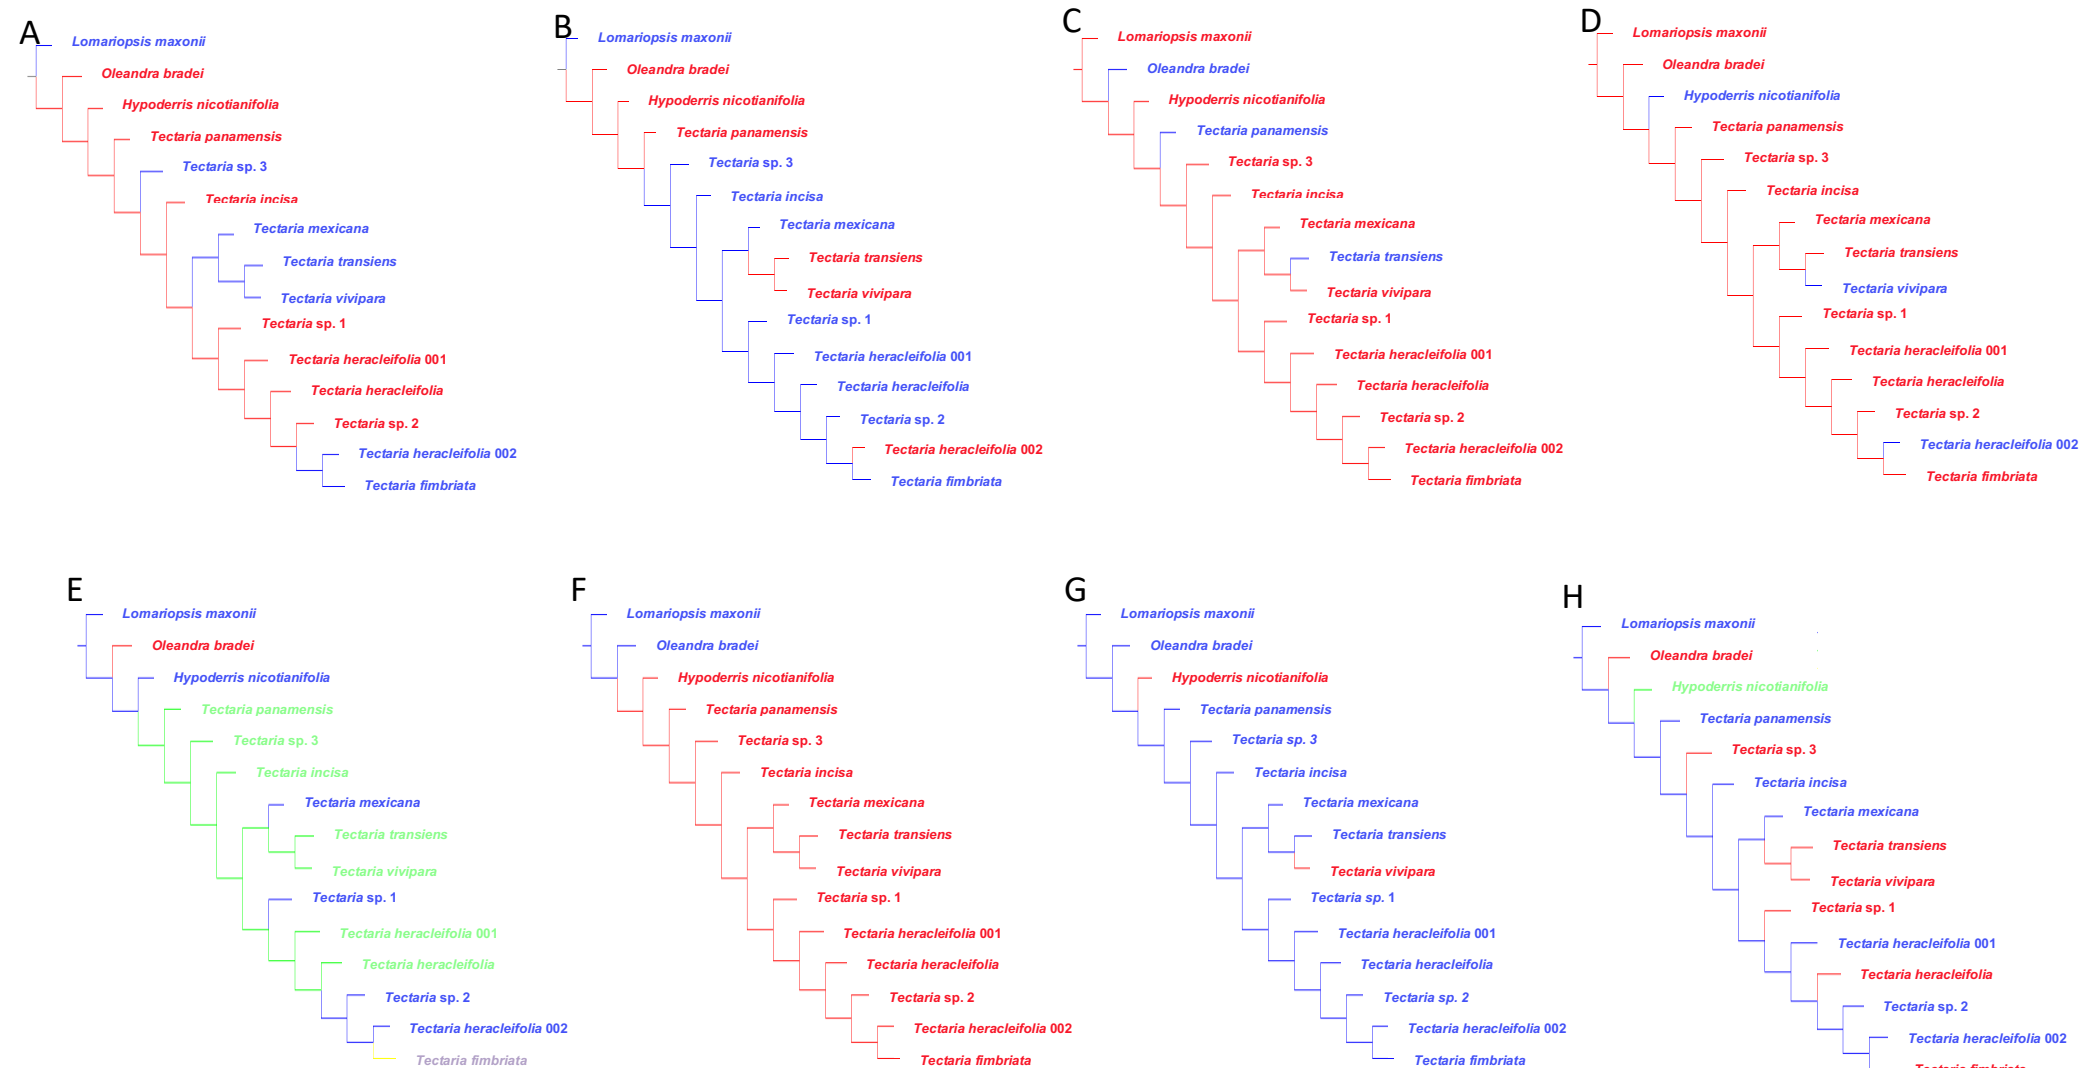 A
Lomariopsis maxonii
Oleandra bradei
Hypoderris nicotianifolia
Tectaria panamensis
Tectaria sp. 3
Tectaria incisa
Tectaria mexicana
Tectaria transiens
Tectaria vivipara
Tectaria sp. 1
Tectaria heracleifolia 001
Tectaria heracleifolia
Tectaria sp. 2
Tectaria heracleifolia 002
Tectaria fimbriata
B
Lomariopsis maxonii
Oleandra bradei
Hypoderris nicotianifolia
Tectaria panamensis
Tectaria sp. 3
Tectaria incisa
Tectaria mexicana
Tectaria transiens
Tectaria vivipara
Tectaria sp. 1
Tectaria heracleifolia 001
Tectaria heracleifolia
Tectaria sp. 2
Tectaria heracleifolia 002
Tectaria fimbriata
C
Lomariopsis maxonii
Oleandra bradei
Hypoderris nicotianifolia
Tectaria panamensis
Tectaria sp. 3
Tectaria incisa
Tectaria mexicana
Tectaria transiens
Tectaria vivipara
Tectaria sp. 1
Tectaria heracleifolia 001
Tectaria heracleifolia
Tectaria sp. 2
Tectaria heracleifolia 002
Tectaria fimbriata
D
Lomariopsis maxonii
Oleandra bradei
Hypoderris nicotianifolia
Tectaria panamensis
Tectaria sp. 3
Tectaria incisa
Tectaria mexicana
Tectaria transiens
Tectaria vivipara
Tectaria sp. 1
Tectaria heracleifolia 001
Tectaria heracleifolia
Tectaria sp. 2
Tectaria heracleifolia 002
Tectaria fimbriata
E
Lomariopsis maxonii
Oleandra bradei
Hypoderris nicotianifolia
Tectaria panamensis
Tectaria sp. 3
Tectaria incisa
Tectaria mexicana
Tectaria transiens
Tectaria vivipara
Tectaria sp. 1
Tectaria heracleifolia 001
Tectaria heracleifolia
Tectaria sp. 2
Tectaria heracleifolia 002
Tectaria fimbriata
F
Lomariopsis maxonii
Oleandra bradei
Hypoderris nicotianifolia
Tectaria panamensis
Tectaria sp. 3
Tectaria incisa
Tectaria mexicana
Tectaria transiens
Tectaria vivipara
Tectaria sp. 1
Tectaria heracleifolia 001
Tectaria heracleifolia
Tectaria sp. 2
Tectaria heracleifolia 002
Tectaria fimbriata
G
Lomariopsis maxonii
Oleandra bradei
Hypoderris nicotianifolia
Tectaria panamensis
Tectaria sp. 3
Tectaria incisa
Tectaria mexicana
Tectaria transiens
Tectaria vivipara
Tectaria sp. 1
Tectaria heracleifolia 001
Tectaria heracleifolia
Tectaria sp. 2
Tectaria heracleifolia 002
Tectaria fimbriata
H
Lomariopsis maxonii
Oleandra bradei
Hypoderris nicotianifolia
Tectaria panamensis
Tectaria sp. 3
Tectaria incisa
Tectaria mexicana
Tectaria transiens
Tectaria vivipara
Tectaria sp. 1
Tectaria heracleifolia 001
Tectaria heracleifolia
Tectaria sp. 2
Tectaria heracleifolia 002